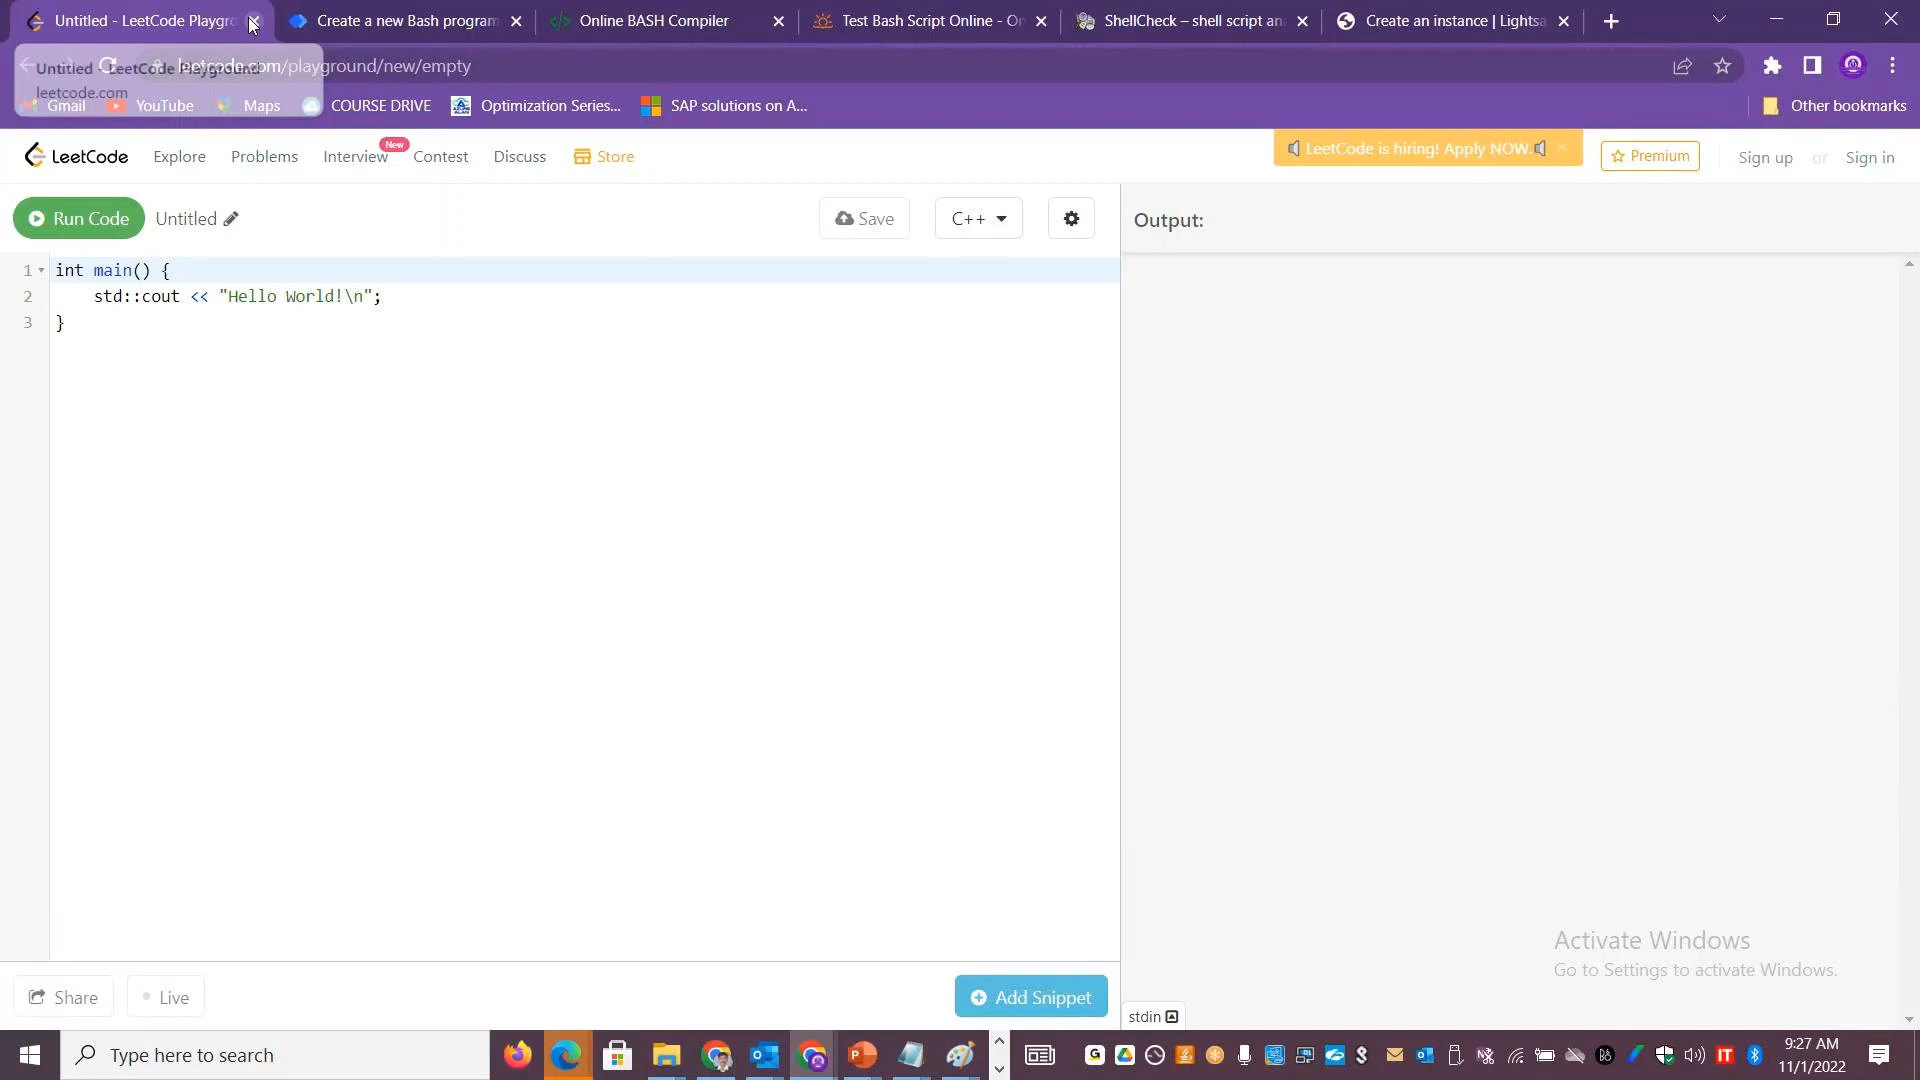 Untitled - LeetCode Playgro
Create a new Bash program
Online BASH Compiler
Test Bash Script Online - On
ShellCheck – shell script an
Create an instance | Lightsa
leetcode.com/playground/new/empty
Untitled - LeetCode Playground
leetcode.com
Gmail
YouTube
Maps
COURSE DRIVE
Optimization Series...
SAP solutions on A...
Other bookmarks
LeetCode
Explore
Problems
Interview
New
Contest
Discuss
Store
LeetCode is hiring! Apply NOW.
Premium
Sign up
or
Sign in
Run Code
Untitled
Save
C++
Output:
1 int main() {
2 std::cout << "Hello World!\n";
3 }
Activate Windows
Go to Settings to activate Windows.
Share
Live
Add Snippet
stdin
Type here to search
IT
9:27 AM
11/1/2022